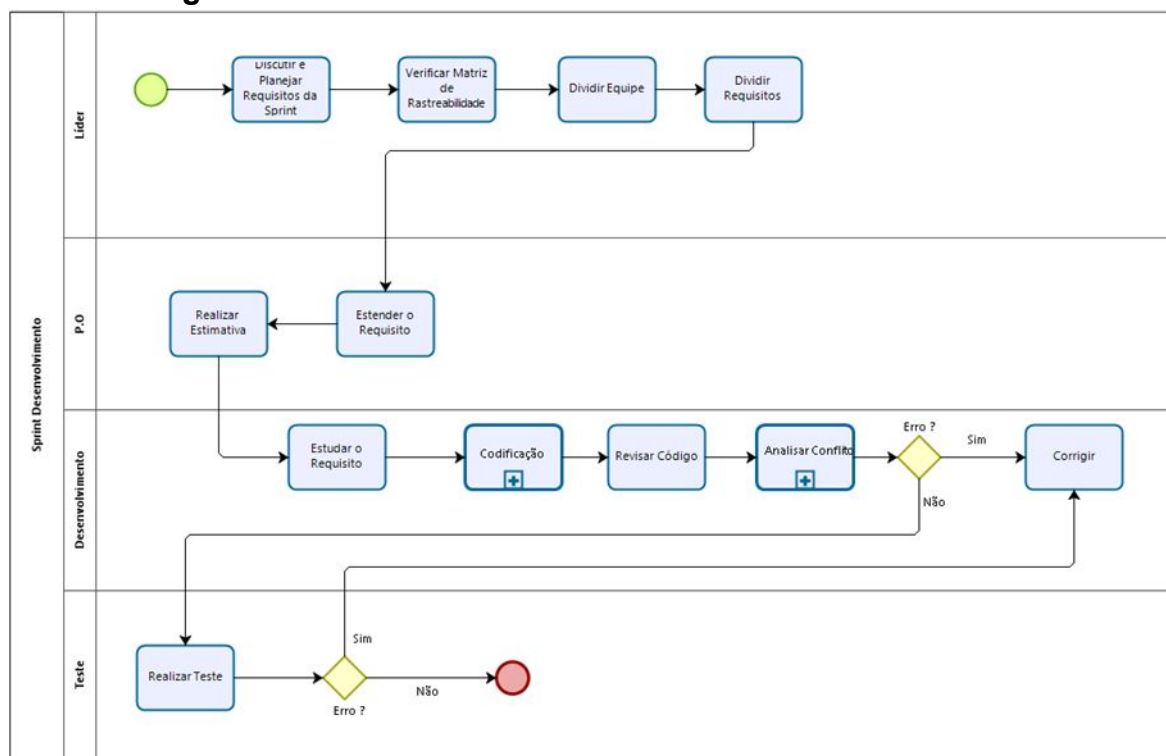 Discutir e
Planejar
Requisitos da
Sprint
Verificar Matriz
de
Rastreabilidade
Dividir Equipe
Dividir
Requisitos
Líder
Realizar
Estimativa
Estender o
Requisito
P.O
Sprint Desenvolvimento
Estudar o
Requisito
Codificação
Revisar Código
Analisar Conflito
Erro ?
Sim
Corrigir
Não
Desenvolvimento
Realizar Teste
Sim
Erro ?
Não
Teste